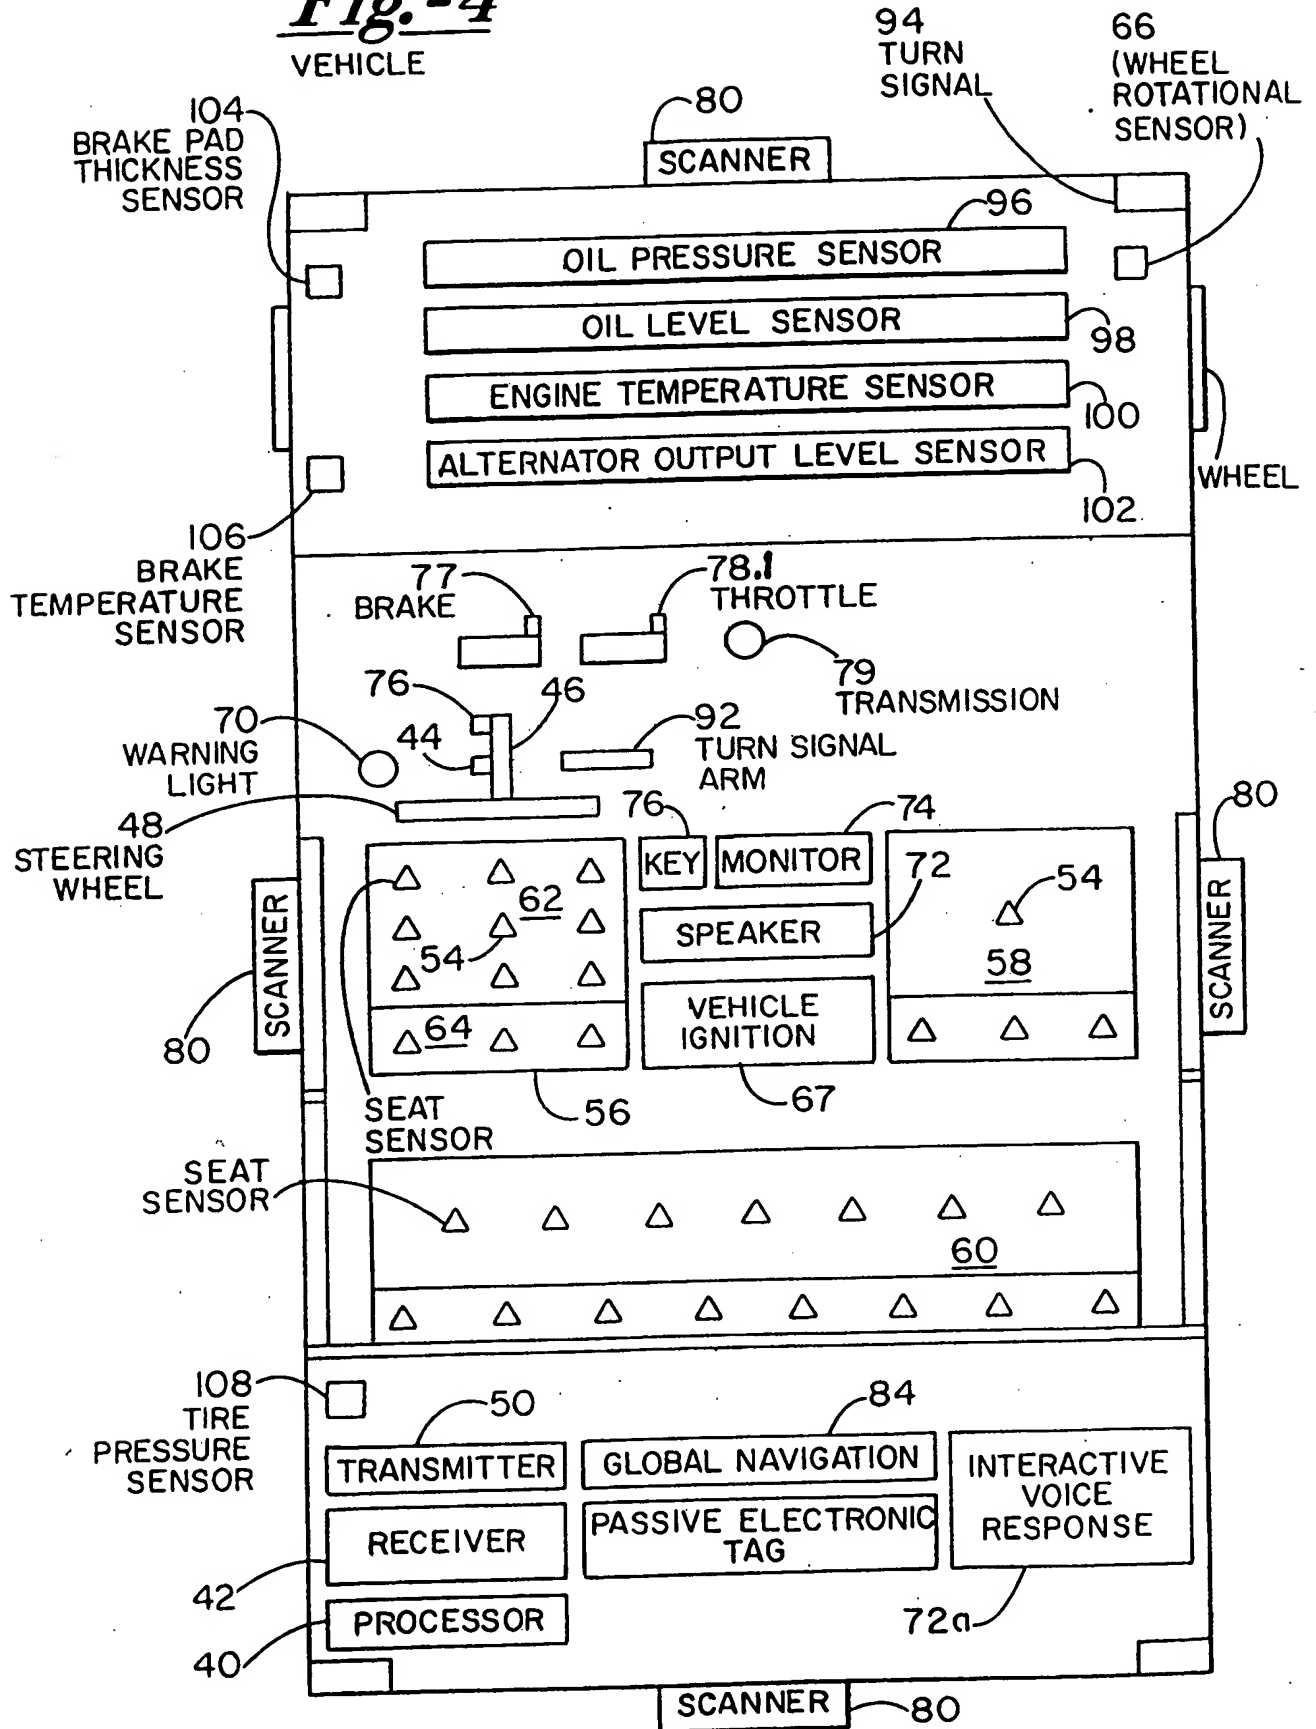 Fig.-4
VEHICLE
94
TURN
SIGNAL
66
(WHEEL
ROTATIONAL
SENSOR)
104
BRAKE PAD
THICKNESS
SENSOR
80
SCANNER
96
OIL PRESSURE SENSOR
OIL LEVEL SENSOR
98
ENGINE TEMPERATURE SENSOR
100
ALTERNATOR OUTPUT LEVEL SENSOR
102
WHEEL
106
BRAKE
TEMPERATURE
SENSOR
77
BRAKE
78.1
THROTTLE
79
TRANSMISSION
76
46
44
70
WARNING
LIGHT
92
TURN SIGNAL
ARM
48
STEERING
WHEEL
76
KEY
74
MONITOR
72
SPEAKER
80
SCANNER
62
54
64
54
58
VEHICLE
IGNITION
67
SCANNER
80
56
SEAT
SENSOR
SEAT
SENSOR
60
108
TIRE
PRESSURE
SENSOR
50
TRANSMITTER
84
GLOBAL NAVIGATION
INTERACTIVE
VOICE
RESPONSE
72a
RECEIVER
42
PASSIVE ELECTRONIC
TAG
PROCESSOR
40
SCANNER
80